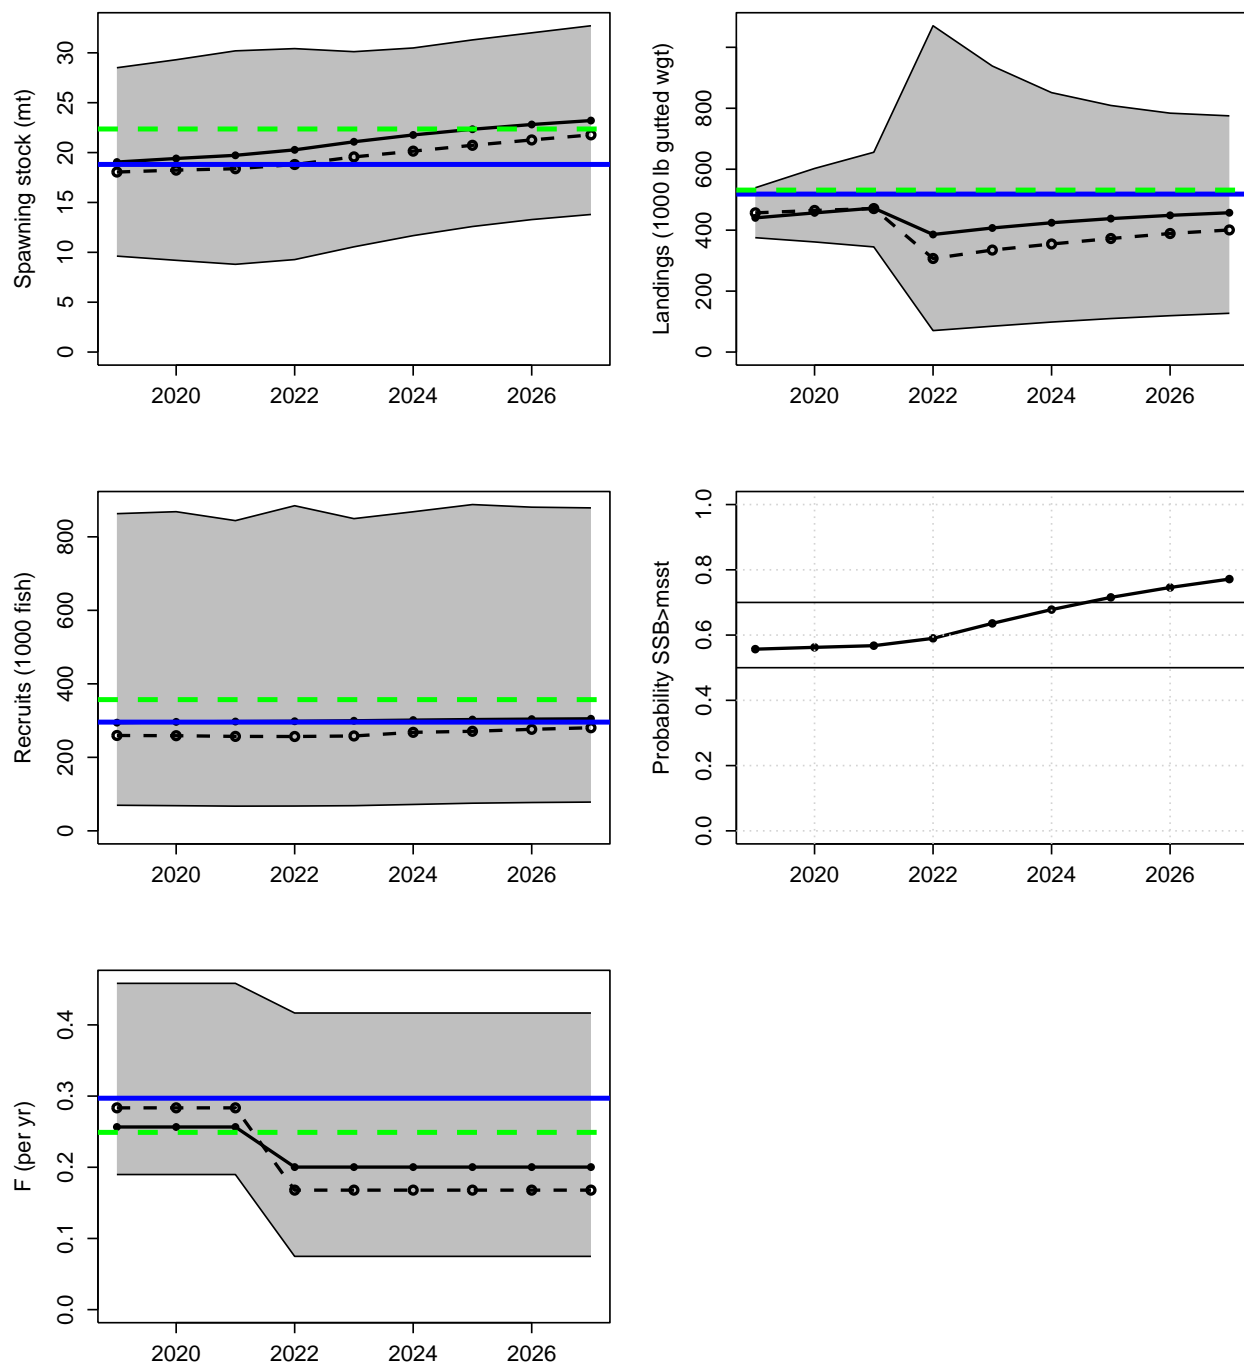 Spawning stock (mt)
0 5 10 15 20 25 30
2020 2022 2024 2026
Landings (1000 lb gutted wgt)
0 200 400 600 800
2020 2022 2024 2026
Recruits (1000 fish)
0 200 400 600 800
2020 2022 2024 2026
Probability SSB>msst
0.0 0.2 0.4 0.6 0.8 1.0
2020 2022 2024 2026
F (per yr)
0.0 0.1 0.2 0.3 0.4
2020 2022 2024 2026